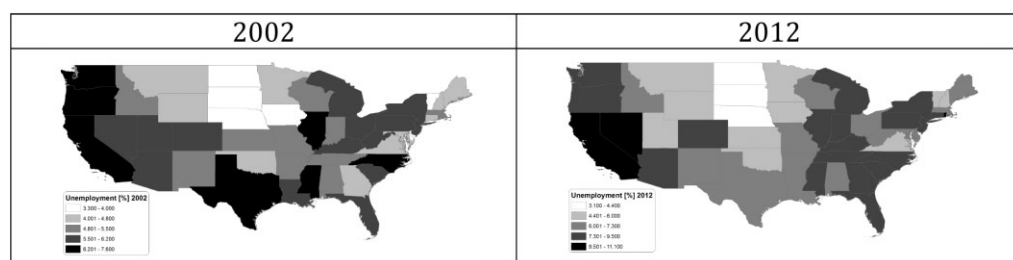 2002
2012
Unemployment [%] 2002
3.300 - 4.000
4.001 - 4.800
4.801 - 5.500
5.501 - 6.200
6.201 - 7.600
Unemployment [%] 2012
3.100 - 4.400
4.401 - 6.000
6.001 - 7.300
7.301 - 9.500
9.501 - 11.100